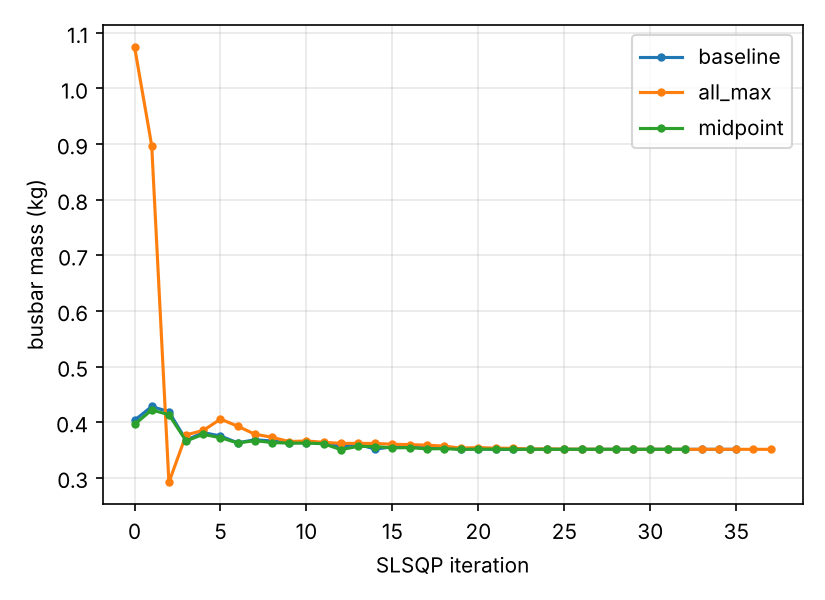 1.1
1.0
0.9
0.8
0.7
0.6
0.5
0.4
0.3
busbar mass (kg)
baseline
all_max
midpoint
0 5 10 15 20 25 30 35
SLSQP iteration